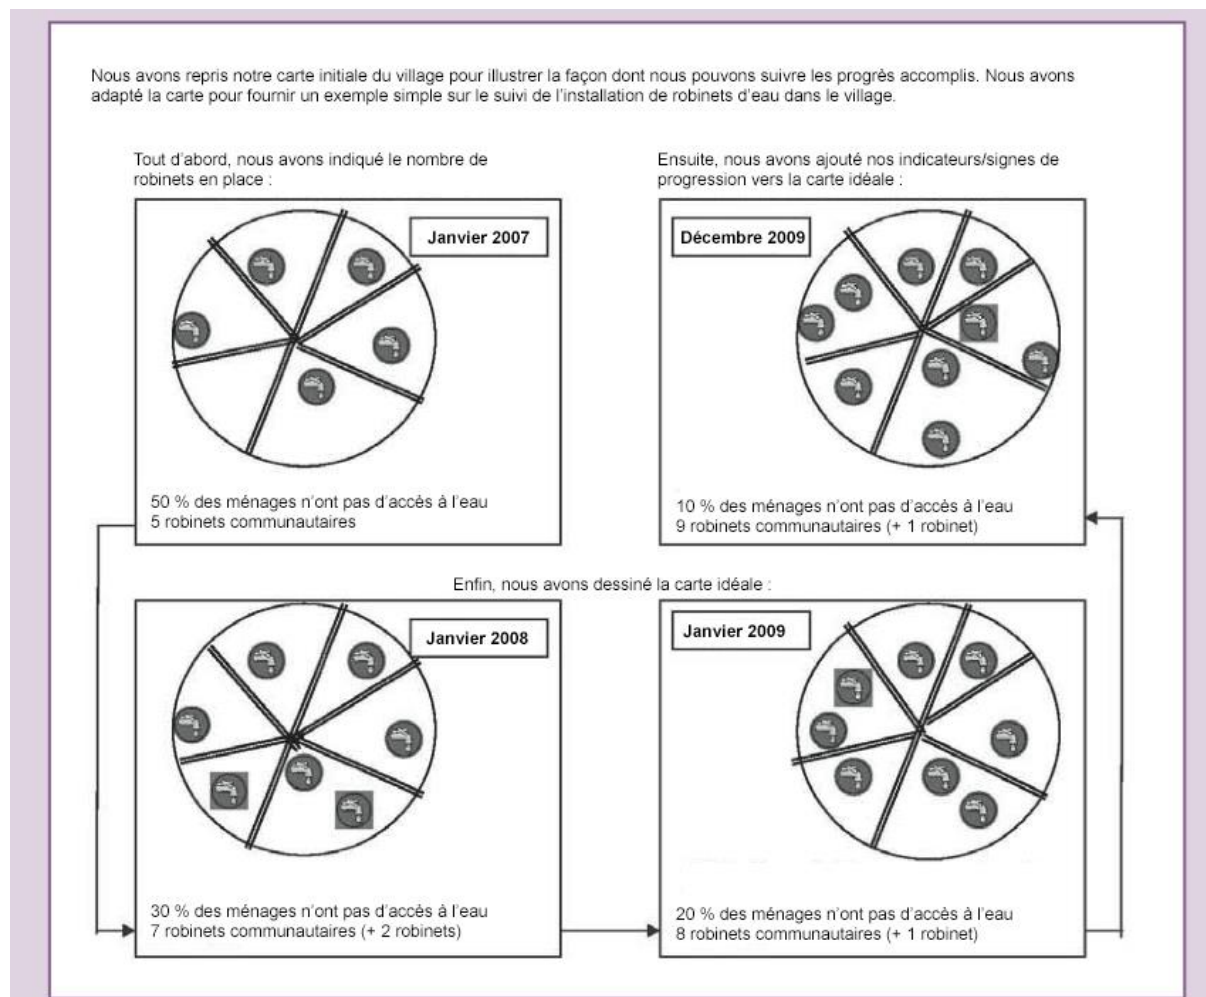 Nous avons repris notre carte initiale du village pour illustrer la façon dont nous pouvons suivre les progrès accomplis. Nous avons
adapté la carte pour fournir un exemple simple sur le suivi de l'installation de robinets d'eau dans le village.
Tout d'abord, nous avons indiqué le nombre de
robinets en place :
Janvier 2007
50 % des ménages n'ont pas d'accès à l'eau
5 robinets communautaires
Ensuite, nous avons ajouté nos indicateurs/signes de
progression vers la carte idéale :
Décembre 2009
10 % des ménages n'ont pas d'accès à l'eau
9 robinets communautaires (+ 1 robinet)
Enfin, nous avons dessiné la carte idéale :
Janvier 2008
30 % des ménages n'ont pas d'accès à l'eau
7 robinets communautaires (+ 2 robinets)
Janvier 2009
20 % des ménages n'ont pas d'accès à l'eau
8 robinets communautaires (+ 1 robinet)